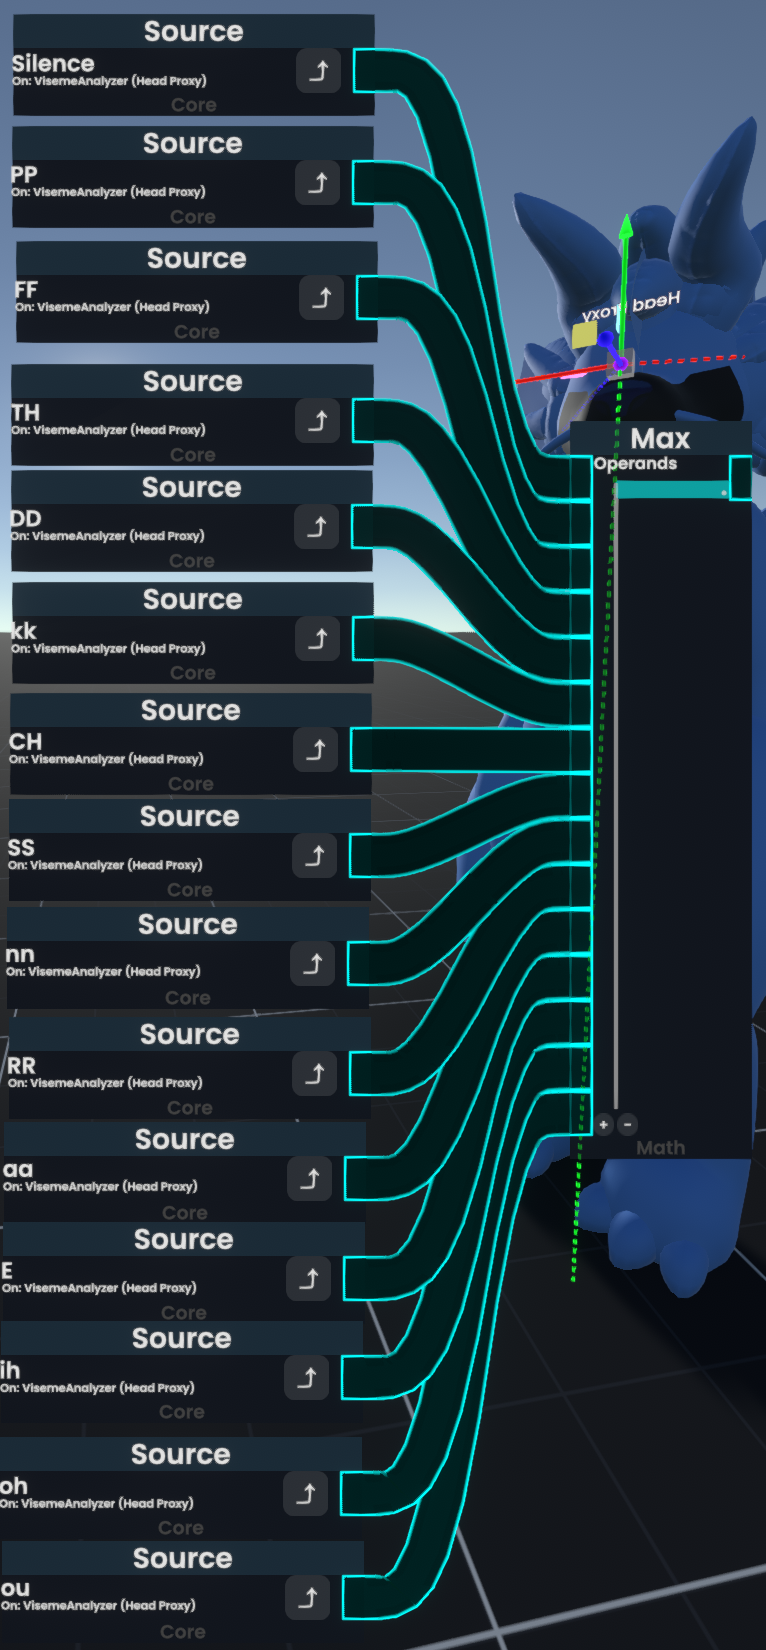 Source
Silence
On: VisemeAnalyzer (Head Proxy)
Core
Source
PP
On: VisemeAnalyzer (Head Proxy)
Core
Source
FF
On: VisemeAnalyzer (Head Proxy)
Core
Source
TH
On: VisemeAnalyzer (Head Proxy)
Core
Source
DD
On: VisemeAnalyzer (Head Proxy)
Core
Source
kk
On: VisemeAnalyzer (Head Proxy)
Core
Source
CH
On: VisemeAnalyzer (Head Proxy)
Core
Source
SS
On: VisemeAnalyzer (Head Proxy)
Core
Source
nn
On: VisemeAnalyzer (Head Proxy)
Core
Source
RR
On: VisemeAnalyzer (Head Proxy)
Core
Source
aa
On: VisemeAnalyzer (Head Proxy)
Core
Source
E
On: VisemeAnalyzer (Head Proxy)
Core
Source
ih
On: VisemeAnalyzer (Head Proxy)
Core
Source
oh
On: VisemeAnalyzer (Head Proxy)
Core
Source
ou
On: VisemeAnalyzer (Head Proxy)
Core
Head Proxy
Max
Operands
+ -
Math